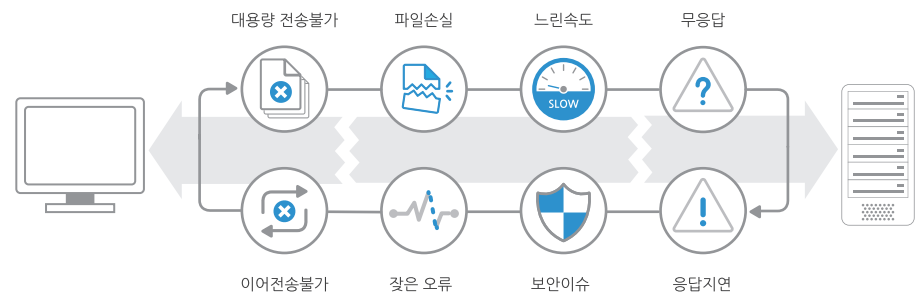 대용량 전송불가
파일손실
느린속도
무응답
SLOW
?
!
이어전송불가
잦은 오류
보안이슈
응답지연